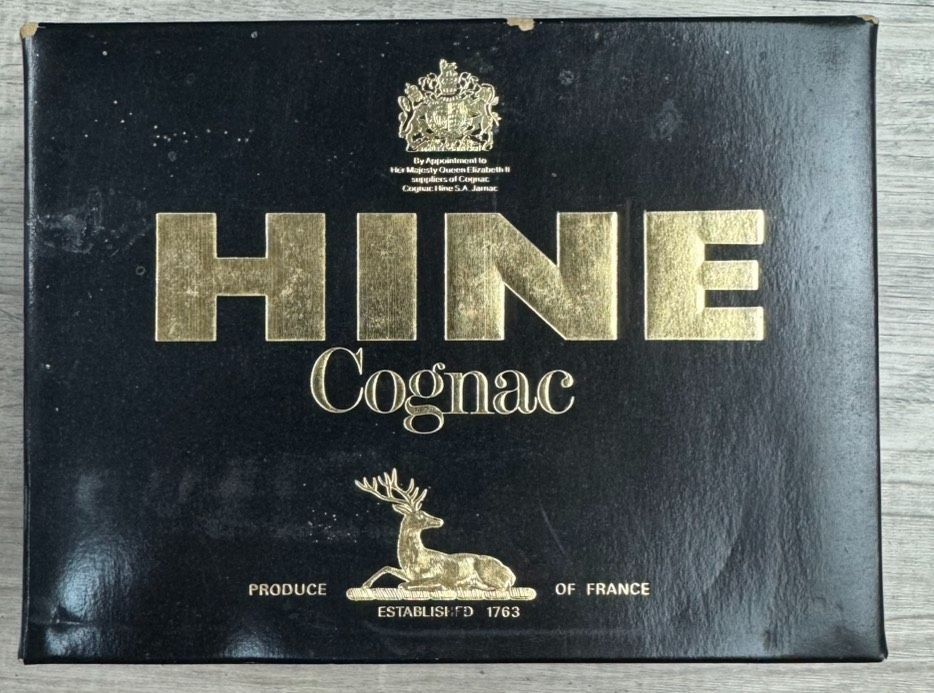 By Appointment to
Her Majesty Queen Elizabeth II
suppliers of Cognac
Cognac Hine S.A. Jarnac
HINE
Cognac
PRODUCE OF FRANCE
ESTABLISHED 1763